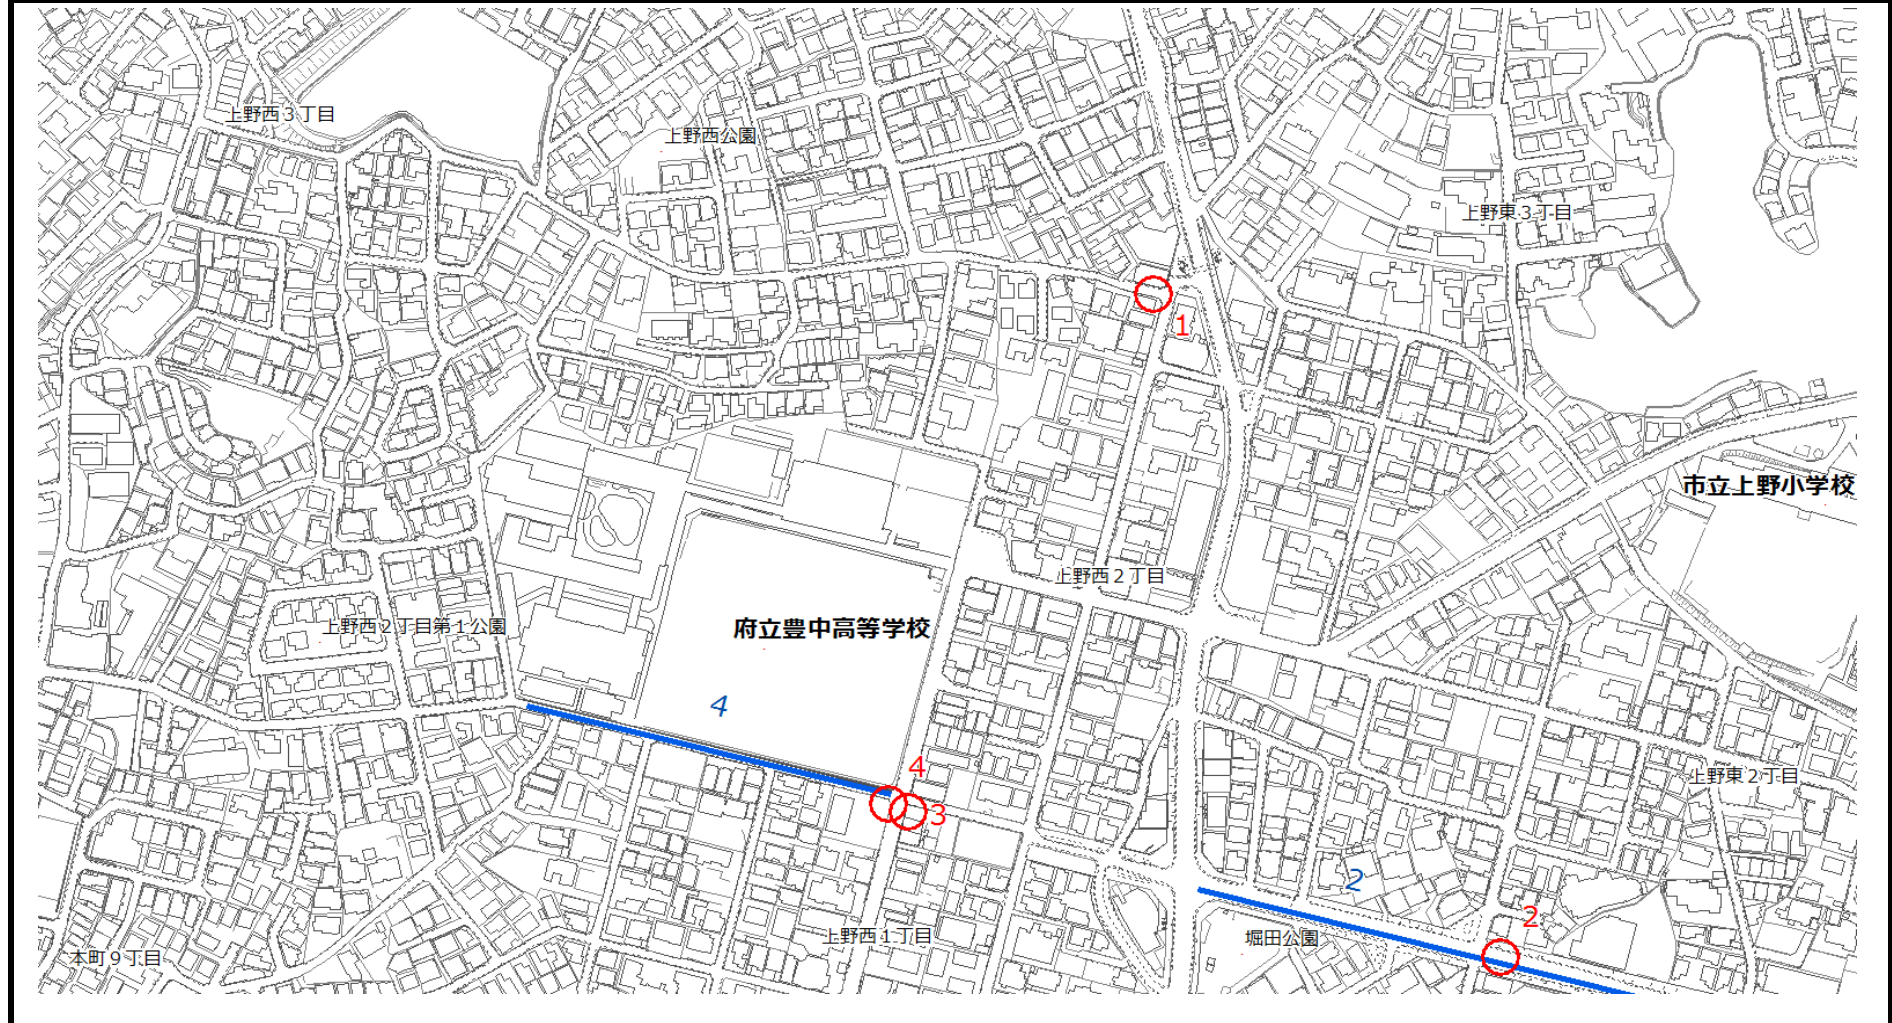 上野西３丁目
上野西公園
上野東３丁目
1
市立上野小学校
上野西２丁目
上野西２丁目第１公園
府立豊中高等学校
4
4
3
上野東２丁目
2
2
上野西１丁目
堀田公園
本町９丁目